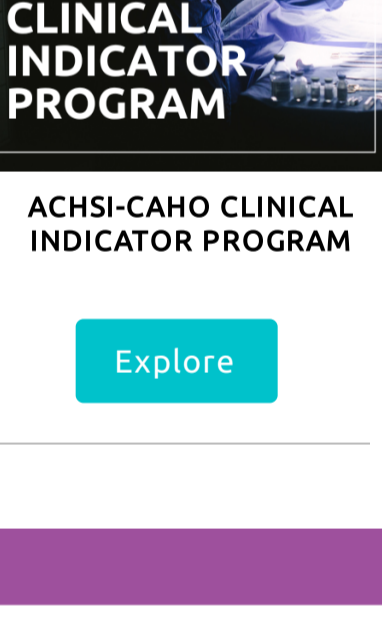 CLINICAL
INDICATOR
PROGRAM
ACHSI-CAHO CLINICAL
INDICATOR PROGRAM
Explore